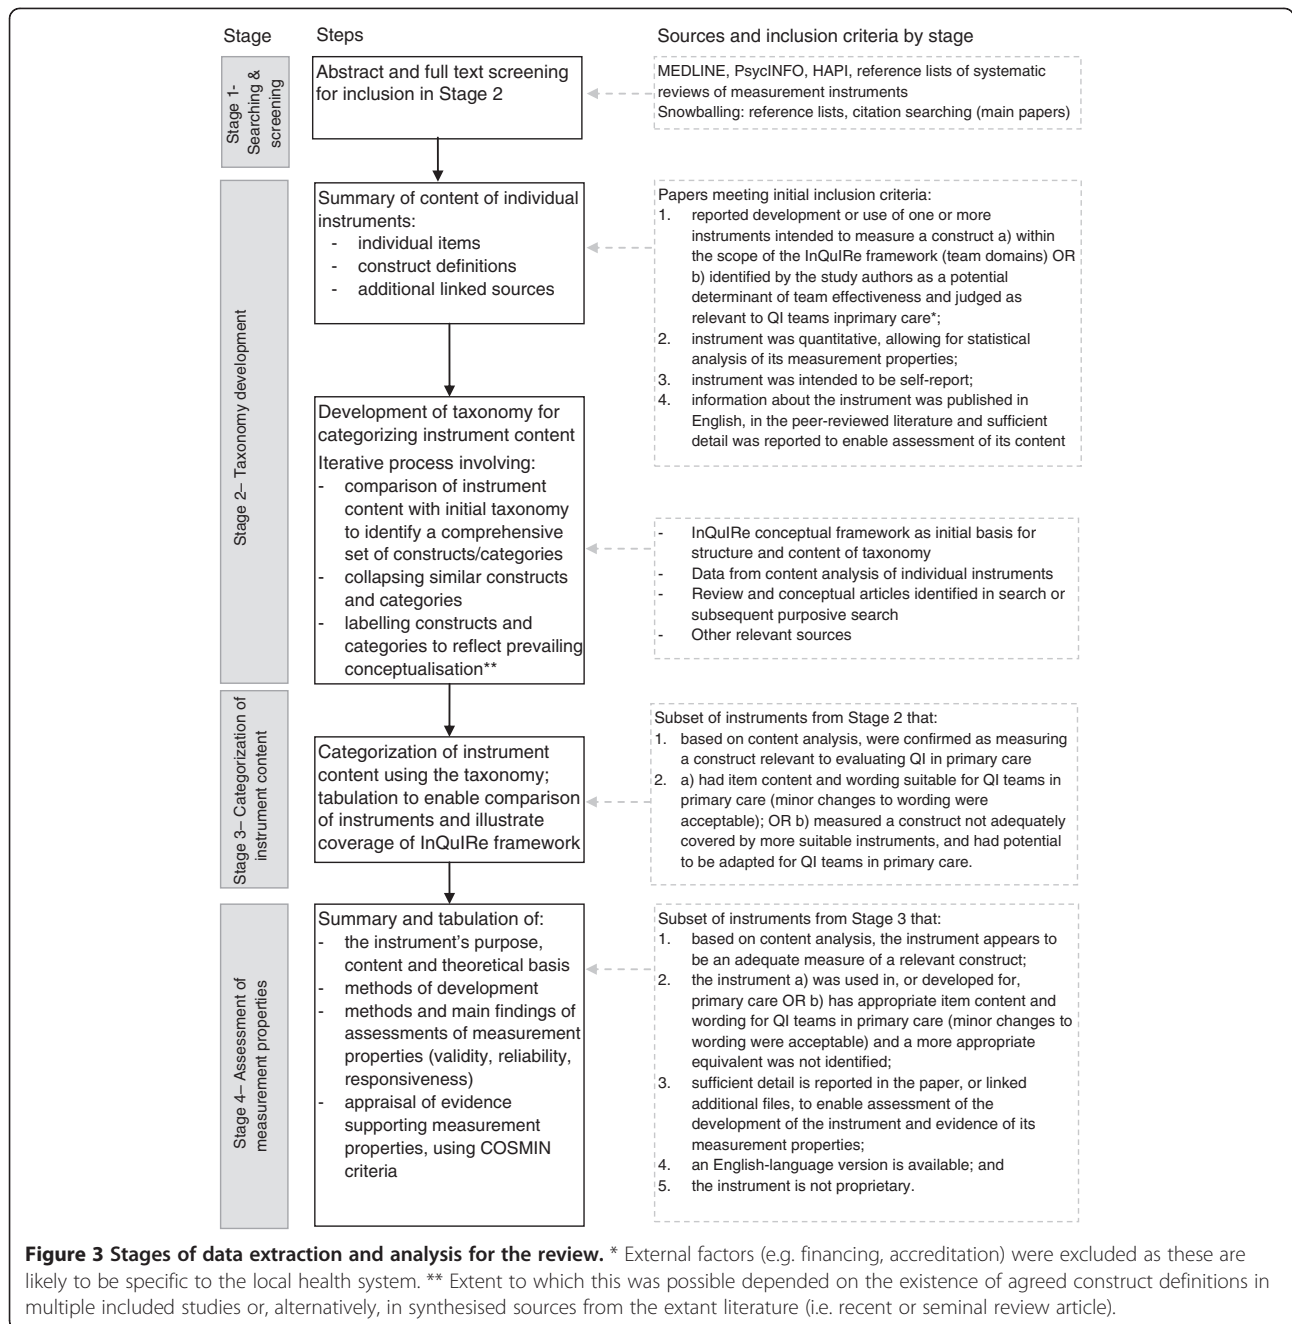 Stage
Steps
Sources and inclusion criteria by stage
Stage 1-
Searching &
screening
Abstract and full text screening
for inclusion in Stage 2
MEDLINE, PsycINFO, HAPI, reference lists of systematic
reviews of measurement instruments
Snowballing: reference lists, citation searching (main papers)
Stage 2– Taxonomy development
Summary of content of individual
instruments:
- individual items
- construct definitions
- additional linked sources
Papers meeting initial inclusion criteria:
1. reported development or use of one or more
instruments intended to measure a construct a) within
the scope of the InQuIRe framework (team domains) OR
b) identified by the study authors as a potential
determinant of team effectiveness and judged as
relevant to QI teams inprimary care*;
2. instrument was quantitative, allowing for statistical
analysis of its measurement properties;
3. instrument was intended to be self-report;
4. information about the instrument was published in
English, in the peer-reviewed literature and sufficient
detail was reported to enable assessment of its content
Development of taxonomy for
categorizing instrument content
Iterative process involving:
- comparison of instrument
content with initial taxonomy
to identify a comprehensive
set of constructs/categories
- collapsing similar constructs
and categories
- labelling constructs and
categories to reflect prevailing
conceptualisation**
- InQuIRe conceptual framework as initial basis for
structure and content of taxonomy
- Data from content analysis of individual instruments
- Review and conceptual articles identified in search or
subsequent purposive search
- Other relevant sources
Stage 3– Categorization of
instrument content
Categorization of instrument
content using the taxonomy;
tabulation to enable comparison
of instruments and illustrate
coverage of InQuIRe framework
Subset of instruments from Stage 2 that:
1. based on content analysis, were confirmed as measuring
a construct relevant to evaluating QI in primary care
2. a) had item content and wording suitable for QI teams in
primary care (minor changes to wording were
acceptable); OR b) measured a construct not adequately
covered by more suitable instruments, and had potential
to be adapted for QI teams in primary care.
Stage 4– Assessment of
measurement properties
Summary and tabulation of:
- the instrument's purpose,
content and theoretical basis
- methods of development
- methods and main findings of
assessments of measurement
properties (validity, reliability,
responsiveness)
- appraisal of evidence
supporting measurement
properties, using COSMIN
criteria
Subset of instruments from Stage 3 that:
1. based on content analysis, the instrument appears to
be an adequate measure of a relevant construct;
2. the instrument a) was used in, or developed for,
primary care OR b) has appropriate item content and
wording for QI teams in primary care (minor changes to
wording were acceptable) and a more appropriate
equivalent was not identified;
3. sufficient detail is reported in the paper, or linked
additional files, to enable assessment of the
development of the instrument and evidence of its
measurement properties;
4. an English-language version is available; and
5. the instrument is not proprietary.
Figure 3 Stages of data extraction and analysis for the review. * External factors (e.g. financing, accreditation) were excluded as these are
likely to be specific to the local health system. ** Extent to which this was possible depended on the existence of agreed construct definitions in
multiple included studies or, alternatively, in synthesised sources from the extant literature (i.e. recent or seminal review article).